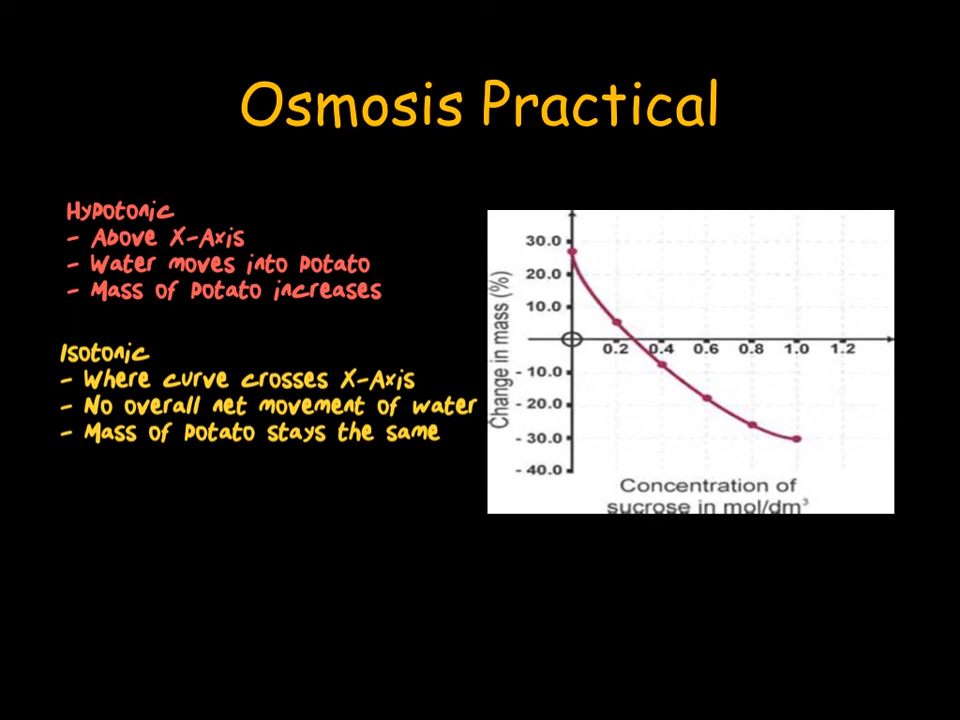 Osmosis Practical
Hypotonic
- Above X-Axis
- Water moves into potato
- Mass of potato increases
Isotonic
- Where curve crosses X-Axis
- No overall net movement of water
- Mass of potato stays the same
Change in mass (%)
30.0
20.0
10.0
- 10.0
- 20.0
- 30.0
- 40.0
0.2 0.4 0.6 0.8 1.0 1.2
Concentration of
sucrose in mol/dm³